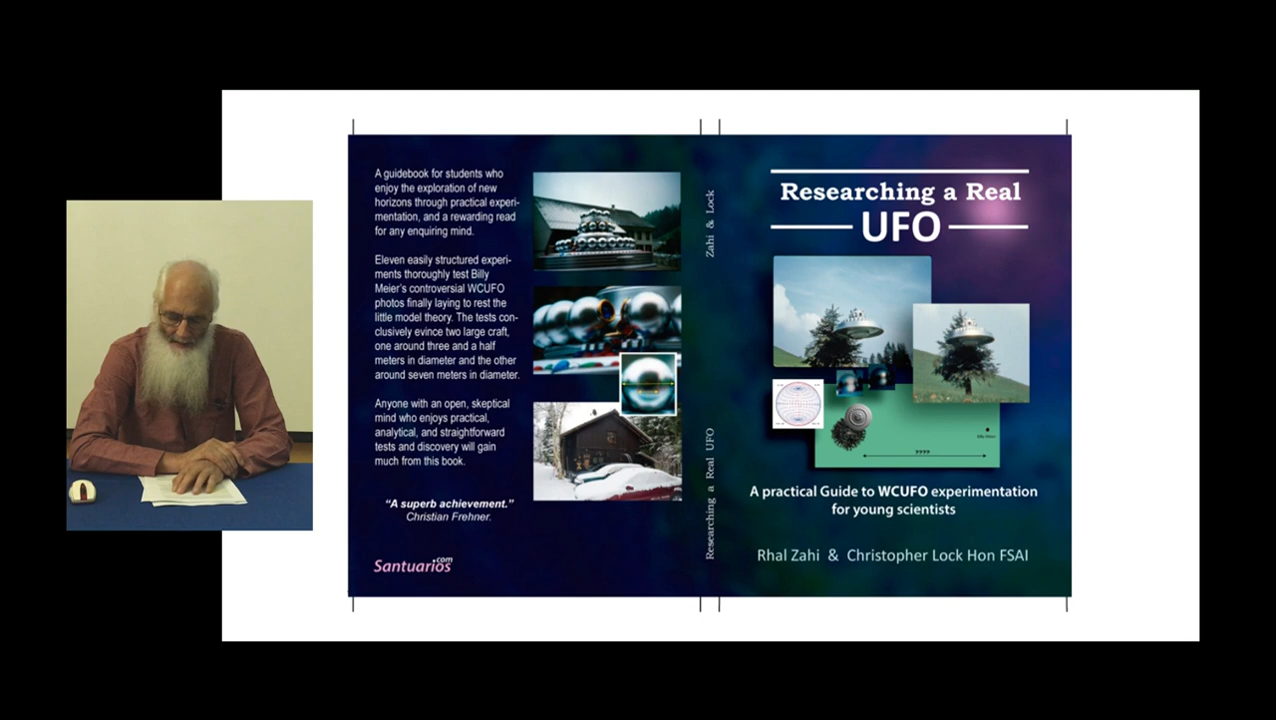 A guidebook for students who
enjoy the exploration of new
horizons through practical experi-
mentation, and a rewarding read
for any enquiring mind.
Eleven easily structured experi-
ments thoroughly test Billy
Meier's controversial WCUFO
photos finally laying to rest the
little model theory. The tests con-
clusively evince two large craft,
one around three and a half
meters in diameter and the other
around seven meters in diameter.
Anyone with an open, skeptical
mind who enjoys practical,
analytical, and straightforward
tests and discovery will gain
much from this book.
“A superb achievement.”
Christian Frehner.
Santuarios.com
Zahi & Lock
Researching a Real UFO
Researching a Real
UFO
????
A practical Guide to WCUFO experimentation
for young scientists
Rhal Zahi & Christopher Lock Hon FSAI